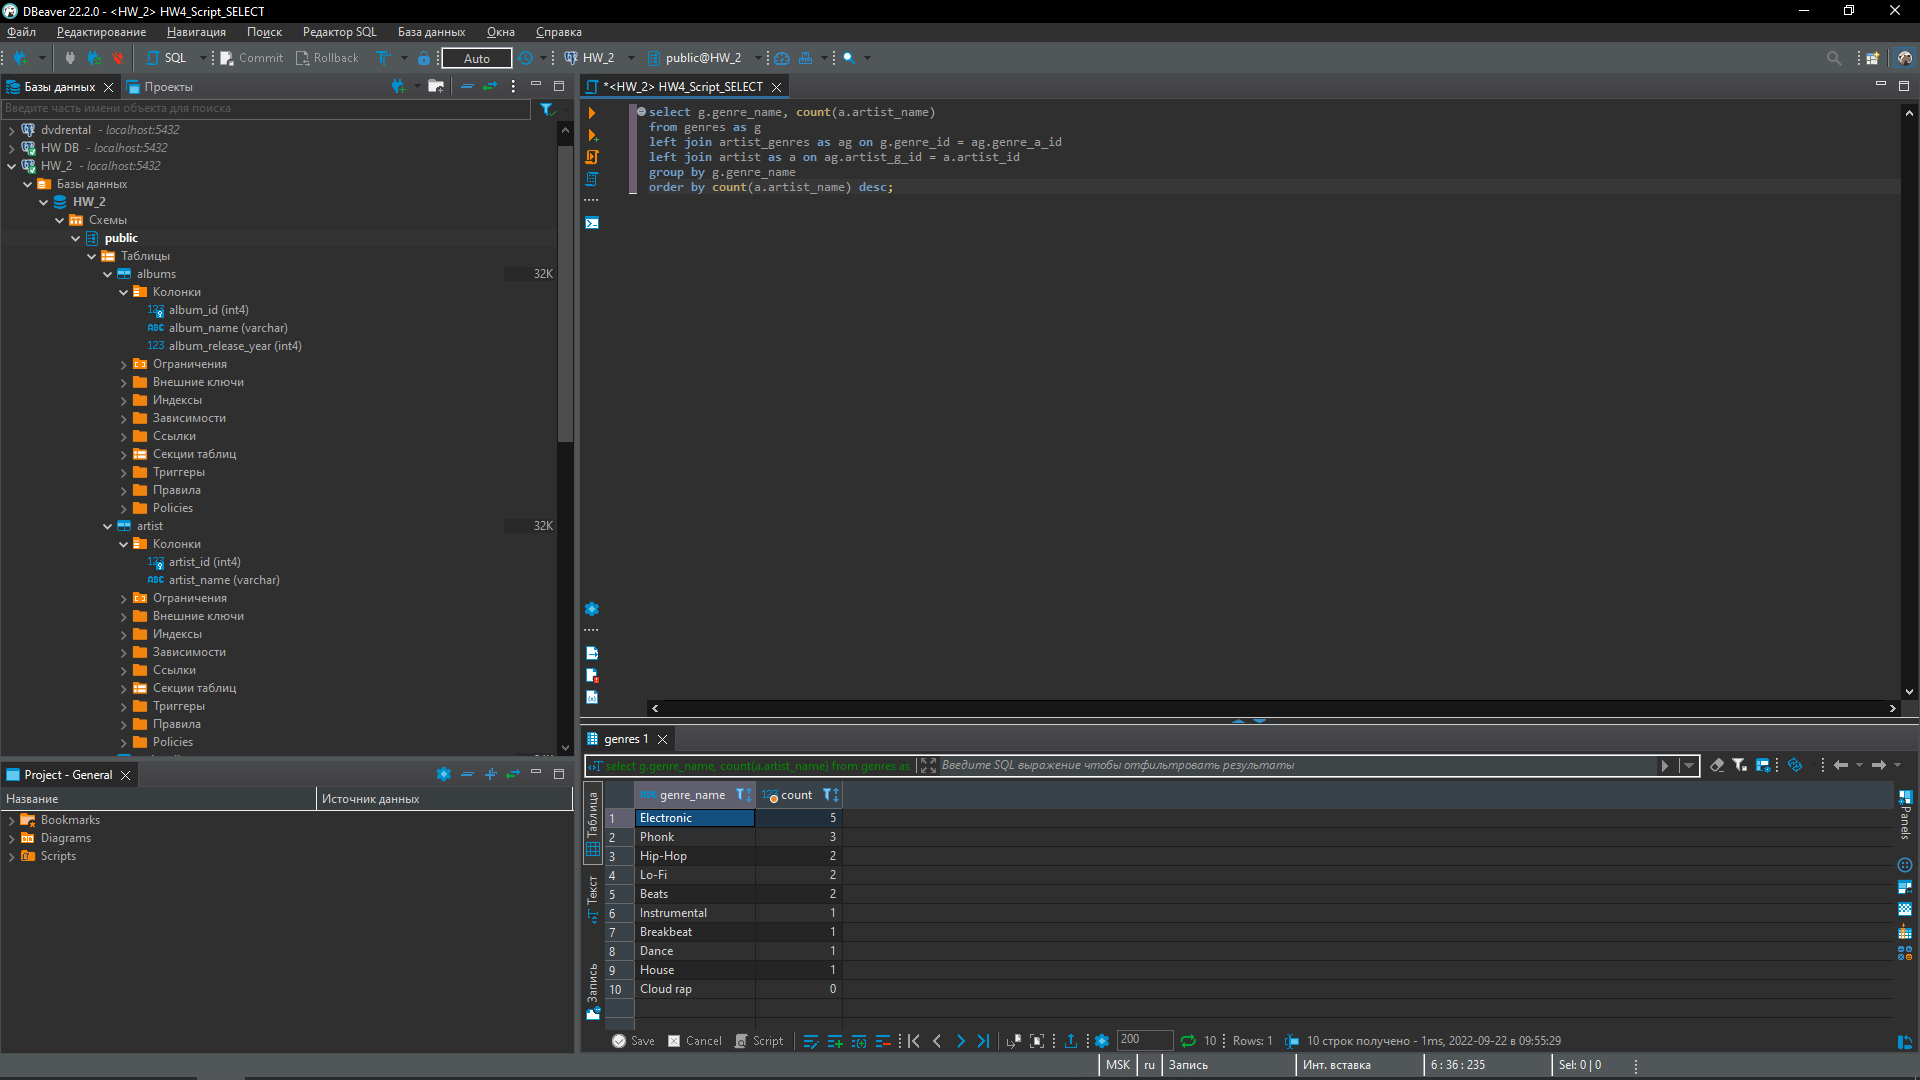 DBeaver 22.2.0 - <HW_2> HW4_Script_SELECT
Файл Редактирование Навигация Поиск Редактор SQL База данных Окна Справка
SQL Commit Rollback Auto HW_2 public@HW_2
Базы данных Проекты
Введите часть имени объекта для поиска
dvdrental - localhost:5432
HW DB - localhost:5432
HW_2 - localhost:5432
Базы данных
HW_2
Схемы
public
Таблицы
albums 32K
Колонки
album_id (int4)
album_name (varchar)
album_release_year (int4)
Ограничения
Внешние ключи
Индексы
Зависимости
Ссылки
Секции таблиц
Триггеры
Правила
Policies
artist 32K
Колонки
artist_id (int4)
artist_name (varchar)
Ограничения
Внешние ключи
Индексы
Зависимости
Ссылки
Секции таблиц
Триггеры
Правила
Policies
Project - General
Название Источник данных
Bookmarks
Diagrams
Scripts
*<HW_2> HW4_Script_SELECT
select g.genre_name, count(a.artist_name)
from genres as g
left join artist_genres as ag on g.genre_id = ag.genre_a_id
left join artist as a on ag.artist_g_id = a.artist_id
group by g.genre_name
order by count(a.artist_name) desc;
genres 1
select g.genre_name, count(a.artist_name) from genres as
Введите SQL выражение чтобы отфильтровать результаты
Таблица
Текст
Запись
genre_name count
1 Electronic 5
2 Phonk 3
3 Hip-Hop 2
4 Lo-Fi 2
5 Beats 2
6 Instrumental 1
7 Breakbeat 1
8 Dance 1
9 House 1
10 Cloud rap 0
Panels
Save Cancel Script 200 10 Rows: 1 10 строк получено - 1ms, 2022-09-22 в 09:55:29
MSK ru Запись Инт. вставка 6 : 36 : 235 Sel: 0 | 0